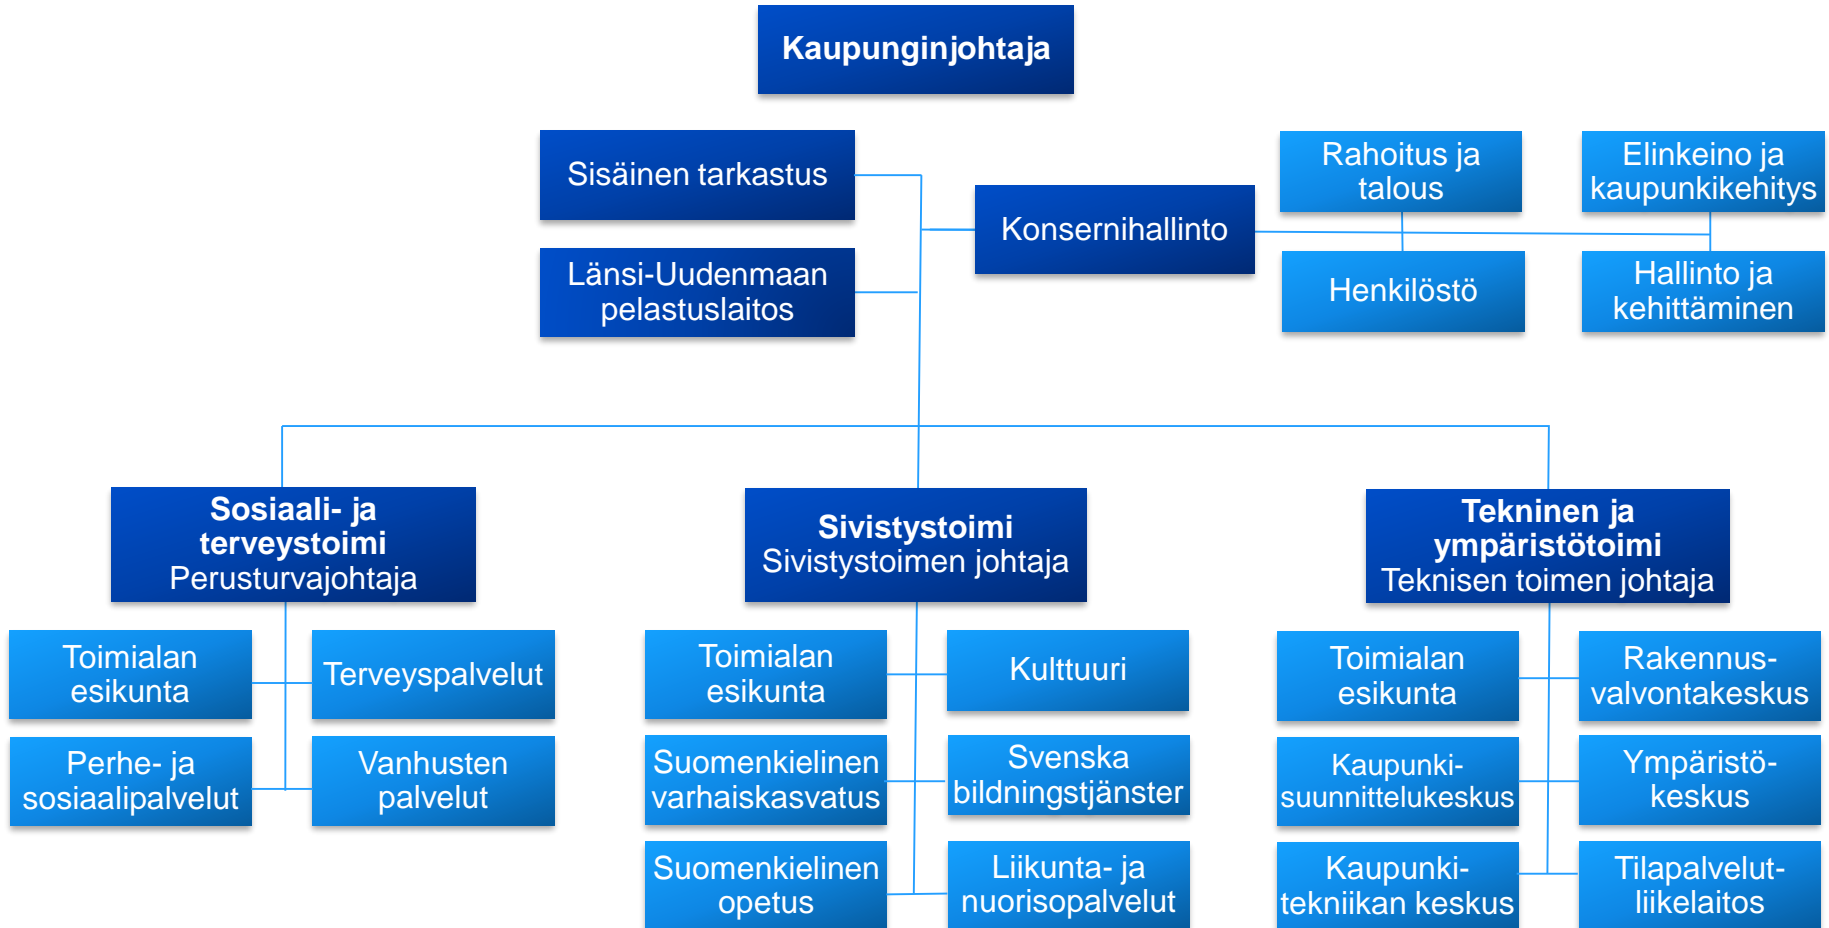 Kaupunginjohtaja
Sisäinen tarkastus
Länsi-Uudenmaan
pelastuslaitos
Konsernihallinto
Rahoitus ja
talous
Elinkeino ja
kaupunkikehitys
Henkilöstö
Hallinto ja
kehittäminen
Sosiaali- ja
terveystoimi
Perusturvajohtaja
Toimialan
esikunta
Terveyspalvelut
Perhe- ja
sosiaalipalvelut
Vanhusten
palvelut
Sivistystoimi
Sivistystoimen johtaja
Toimialan
esikunta
Kulttuuri
Suomenkielinen
varhaiskasvatus
Svenska
bildningstjänster
Suomenkielinen
opetus
Liikunta- ja
nuorisopalvelut
Tekninen ja
ympäristötoimi
Teknisen toimen johtaja
Toimialan
esikunta
Rakennus-
valvontakeskus
Kaupunki-
suunnittelukeskus
Ympäristö-
keskus
Kaupunki-
tekniikan keskus
Tilapalvelut-
liikelaitos